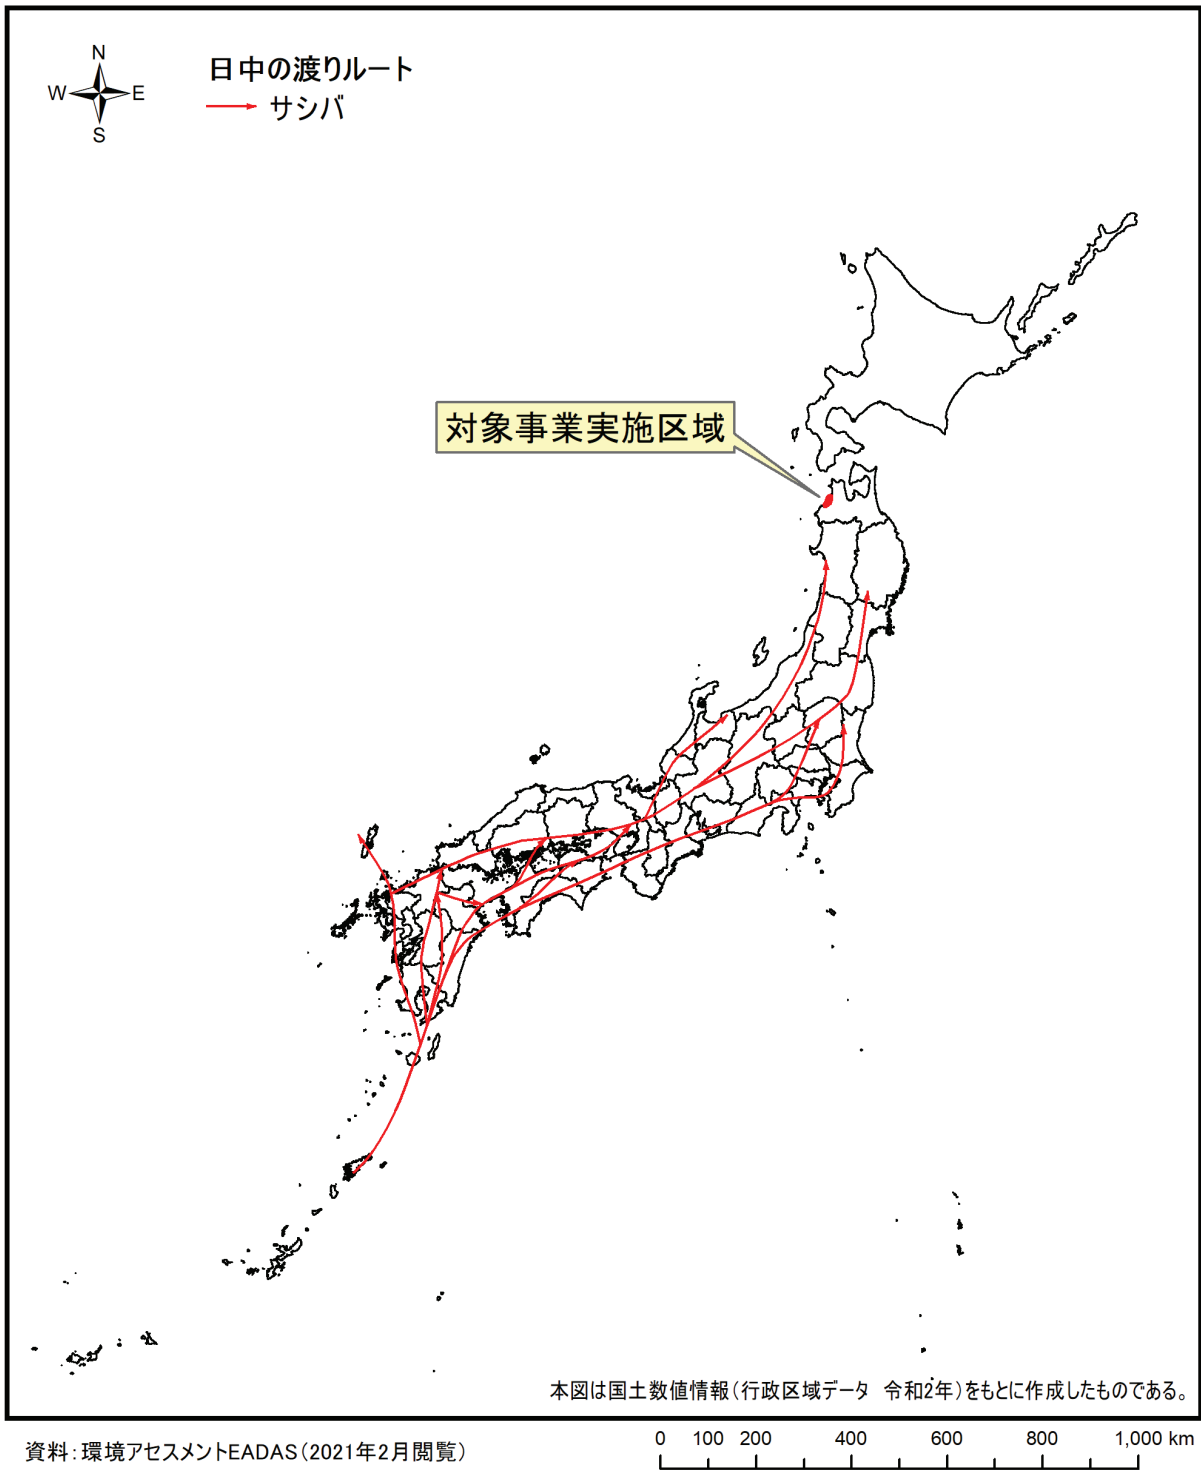 N
W E
S
日中の渡りルート
サシバ
対象事業実施区域
本図は国土数値情報（行政区域データ 令和2年）をもとに作成したものである。
資料：環境アセスメントEADAS（2021年2月閲覧）
0 100 200 400 600 800 1,000 km